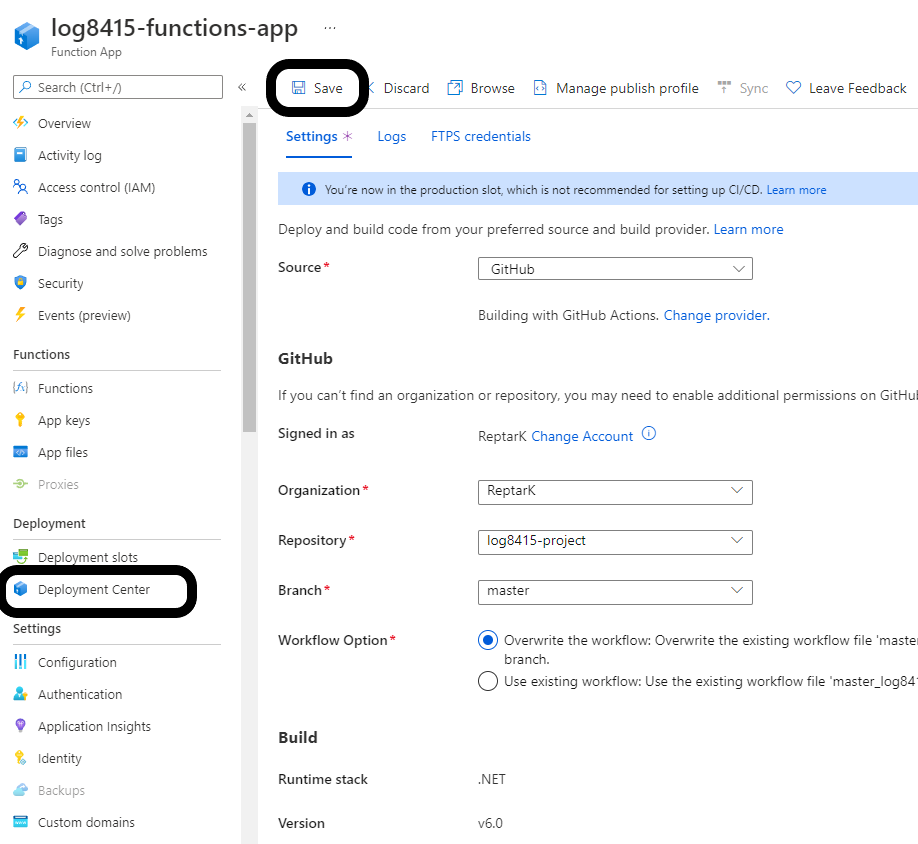 log8415-functions-app ...
Function App
Search (Ctrl+/)
«
Save
Discard
Browse
Manage publish profile
Sync
Leave Feedback
Overview
Activity log
Access control (IAM)
Tags
Diagnose and solve problems
Security
Events (preview)
Functions
Functions
App keys
App files
Proxies
Deployment
Deployment slots
Deployment Center
Settings
Configuration
Authentication
Application Insights
Identity
Backups
Custom domains
Settings *
Logs
FTPS credentials
You're now in the production slot, which is not recommended for setting up CI/CD. Learn more
Deploy and build code from your preferred source and build provider. Learn more
Source*
GitHub
Building with GitHub Actions. Change provider.
GitHub
If you can't find an organization or repository, you may need to enable additional permissions on GitHub
Signed in as
ReptarK Change Account
Organization*
ReptarK
Repository*
log8415-project
Branch*
master
Workflow Option*
Overwrite the workflow: Overwrite the existing workflow file 'master
branch.
Use existing workflow: Use the existing workflow file 'master_log841
Build
Runtime stack
.NET
Version
v6.0